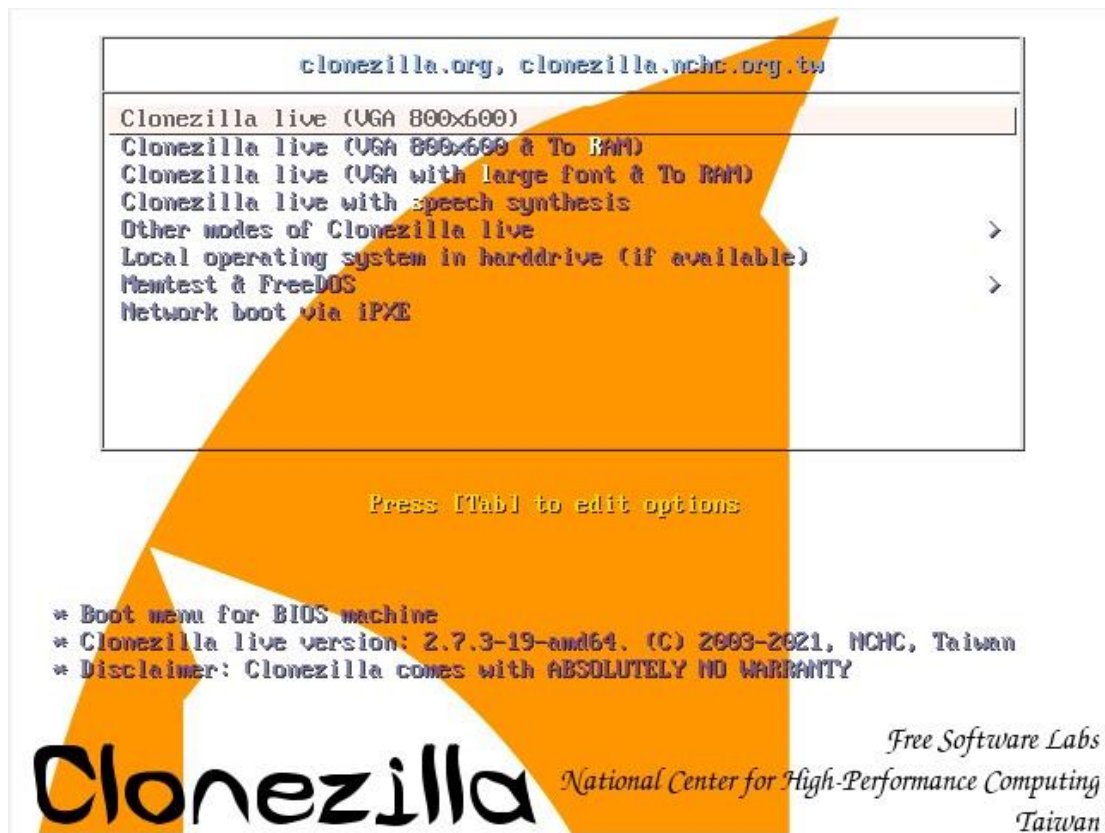 clonezilla.org, clonezilla.nchc.org.tw
Clonezilla live (VGA 800x600)
Clonezilla live (VGA 800x600 & To RAM)
Clonezilla live (VGA with large font & To RAM)
Clonezilla live with speech synthesis
Other modes of Clonezilla live >
Local operating system in harddrive (if available)
Memtest & FreeDOS >
Network boot via iPXE
Press [Tab] to edit options
* Boot menu for BIOS machine
* Clonezilla live version: 2.7.3-19-amd64. (C) 2003-2021, NCHC, Taiwan
* Disclaimer: Clonezilla comes with ABSOLUTELY NO WARRANTY
Clonezilla
Free Software Labs
National Center for High-Performance Computing
Taiwan